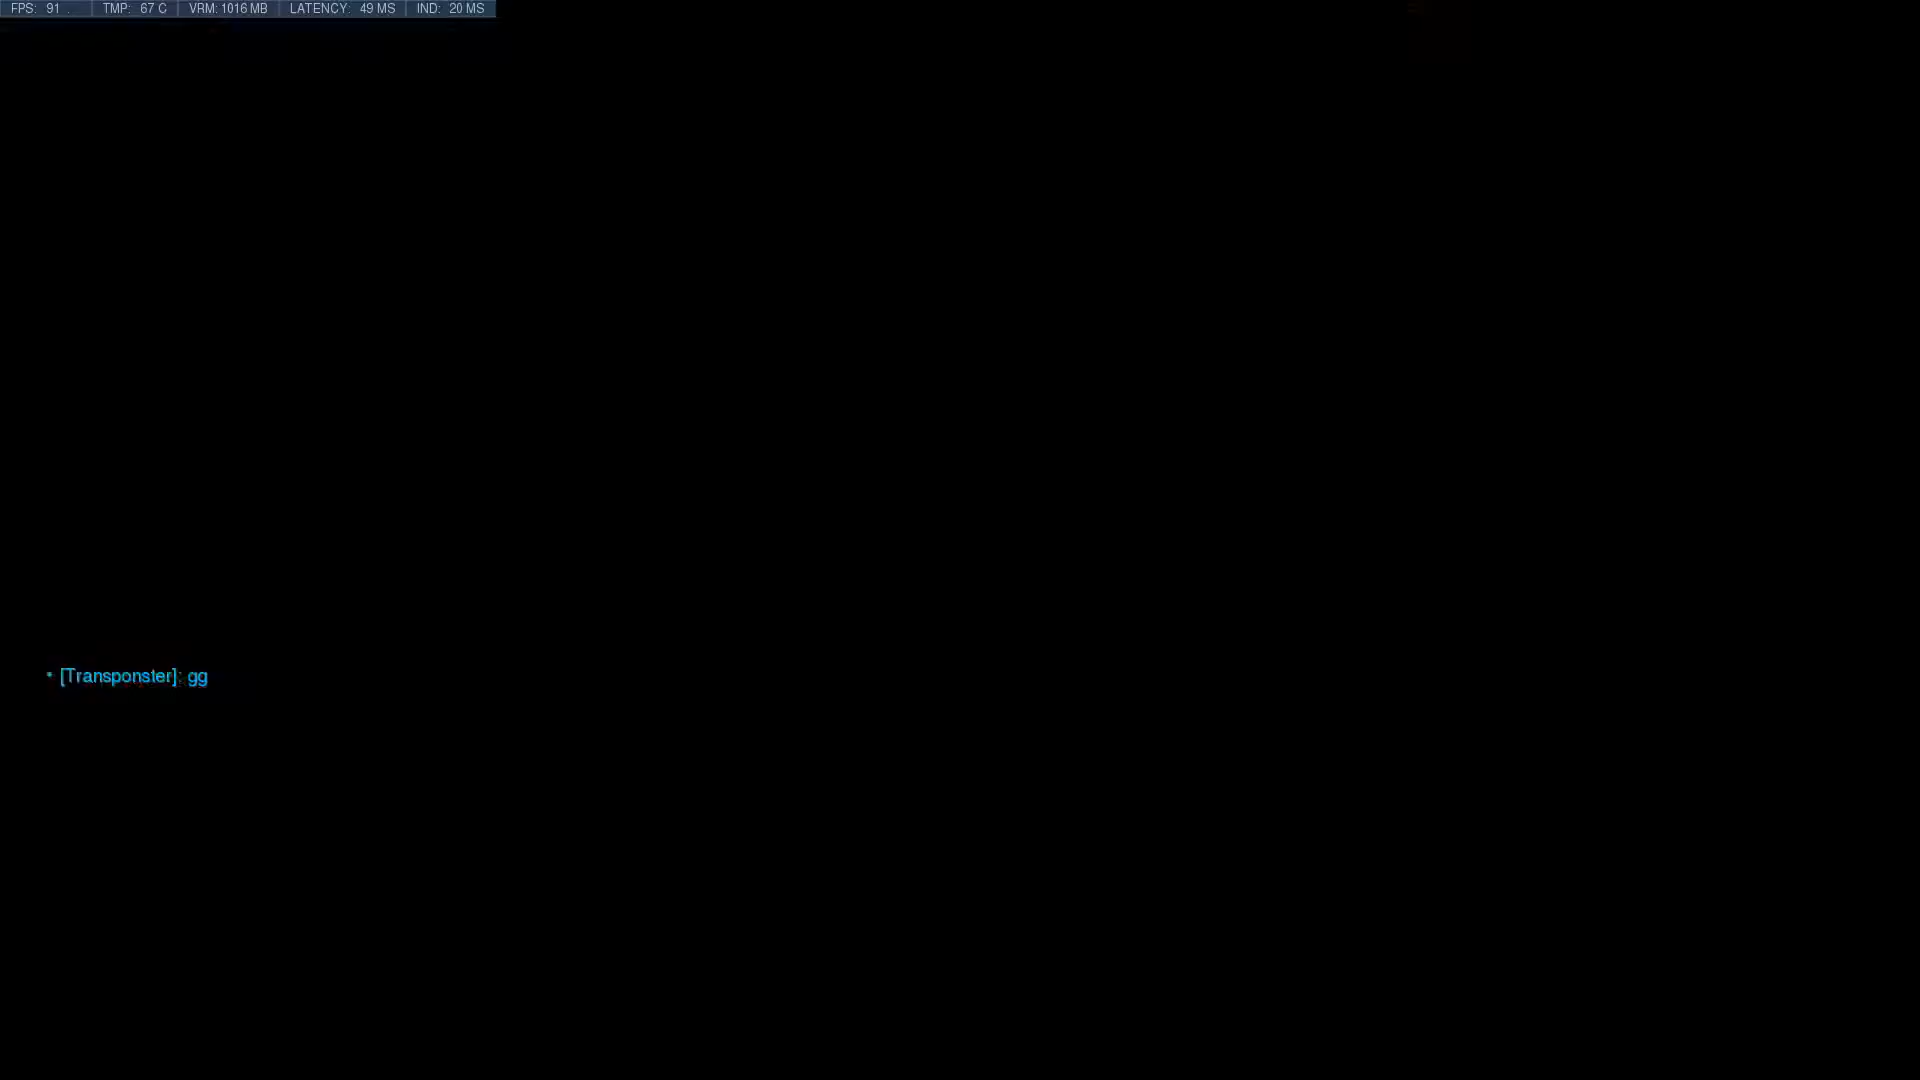 FPS: 91 TMP: 67 C VRM: 1016 MB LATENCY: 49 MS IND: 20 MS
• [Transponster]: gg